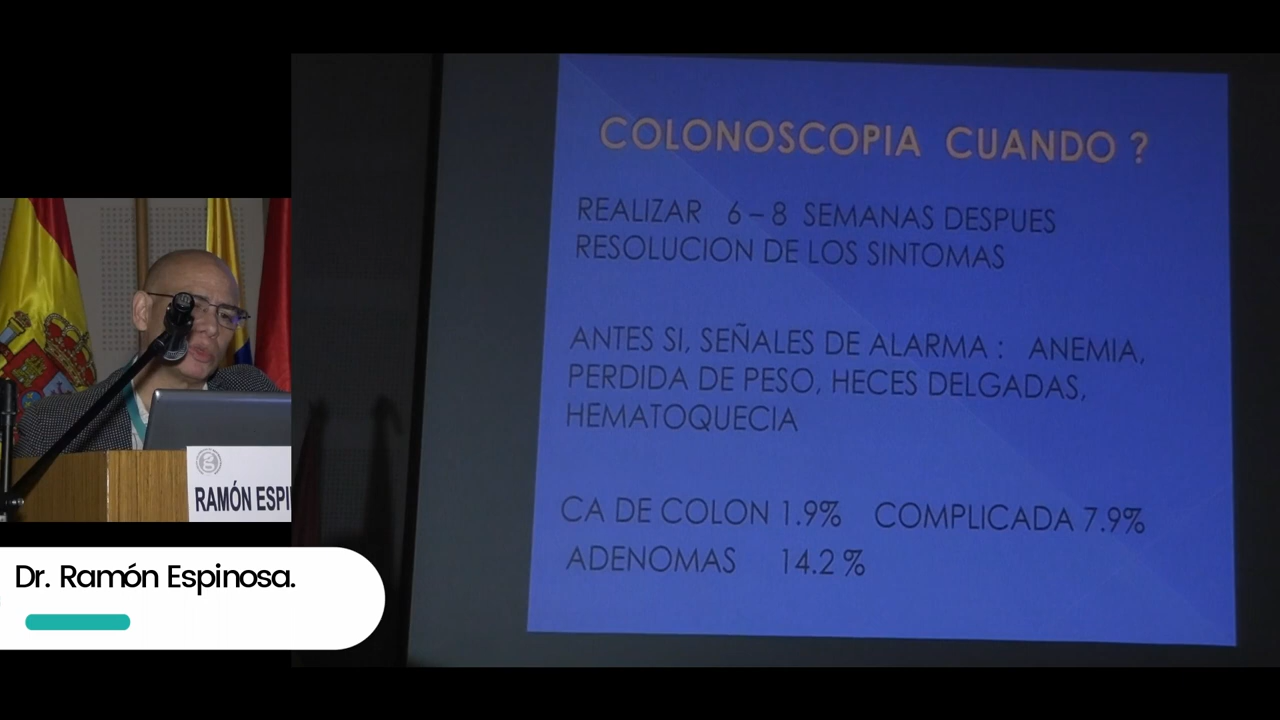 COLONOSCOPIA CUANDO ?
REALIZAR 6 – 8 SEMANAS DESPUES
RESOLUCION DE LOS SINTOMAS
ANTES SI, SEÑALES DE ALARMA : ANEMIA,
PERDIDA DE PESO, HECES DELGADAS,
HEMATOQUECIA
CA DE COLON 1.9% COMPLICADA 7.9%
ADENOMAS 14.2 %
RAMÓN ESPI
Dr. Ramón Espinosa.